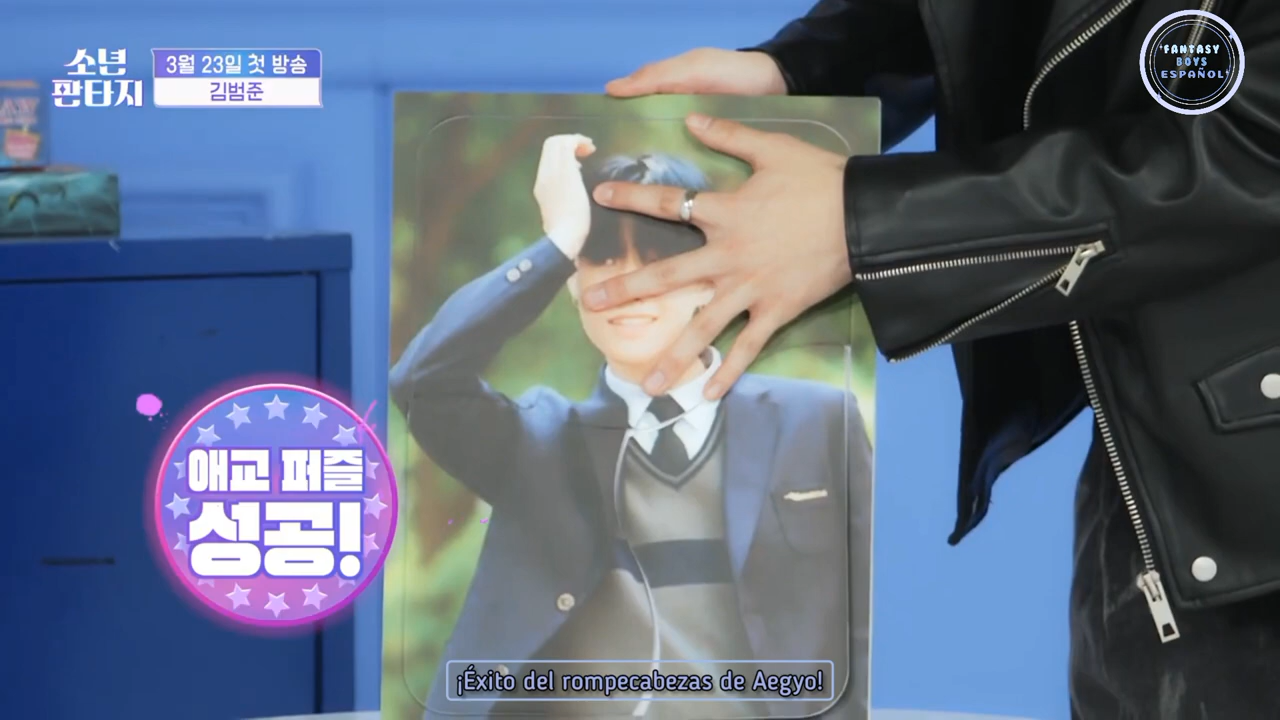 소년
판타지
3월 23일 첫 방송
김범준
'FANTASY
BOYS
ESPAÑOL'
애교 퍼즐
성공!
¡Éxito del rompecabezas de Aegyo!